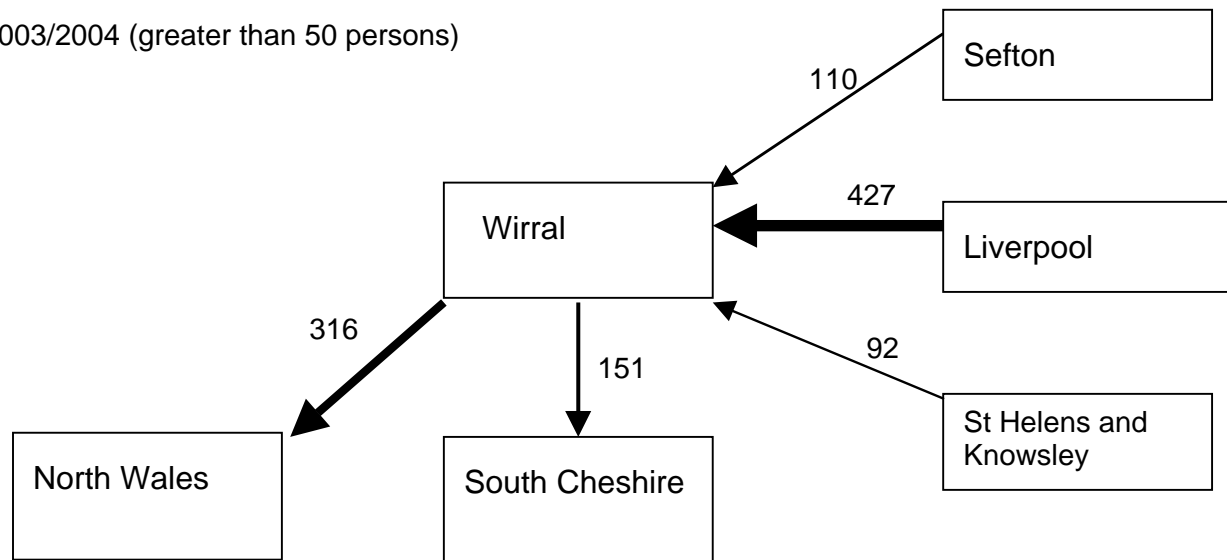 003/2004 (greater than 50 persons)
Sefton
110
427
Wirral
Liverpool
316
151
92
St Helens and
Knowsley
North Wales
South Cheshire